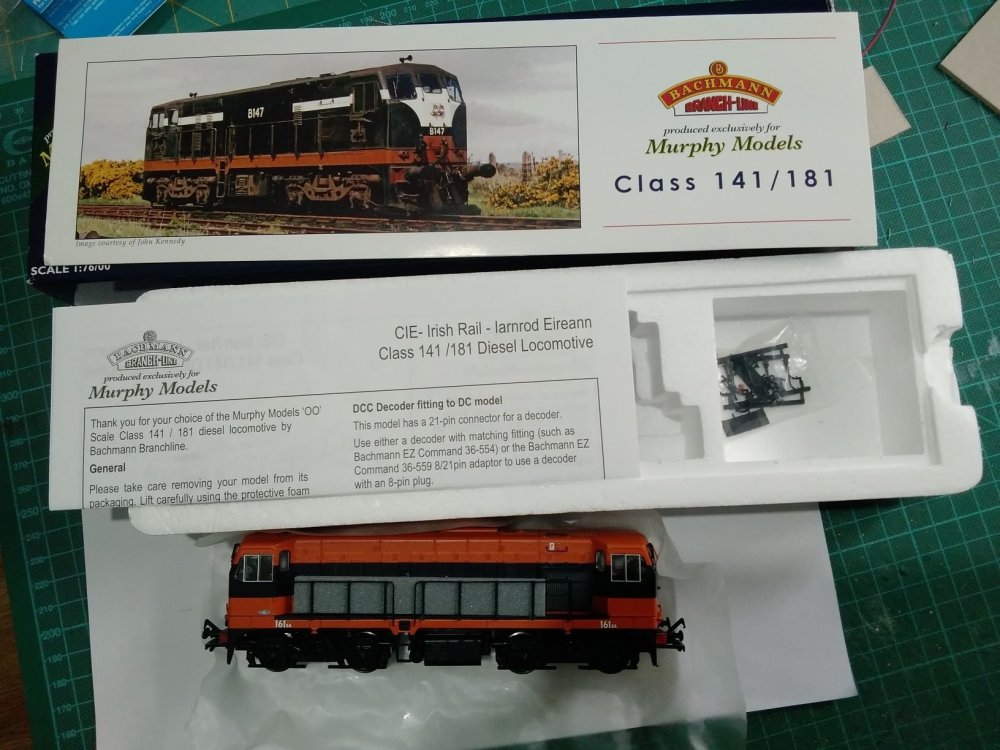 BACHMANN
BRANCH-LINE
produced exclusively for
Murphy Models
Class 141/181
B147
B147
Image courtesy of John Kennedy
SCALE 1:76/00
BACHMANN
BRANCH-LINE
produced exclusively for
Murphy Models
CIE- Irish Rail - Iarnrod Eireann
Class 141 /181 Diesel Locomotive
Thank you for your choice of the Murphy Models 'OO'
Scale Class 141 / 181 diesel locomotive by
Bachmann Branchline.
General
Please take care removing your model from its
packaging. Lift carefully using the protective foam
DCC Decoder fitting to DC model
This model has a 21-pin connector for a decoder.
Use either a decoder with matching fitting (such as
Bachmann EZ Command 36-554) or the Bachmann EZ
Command 36-559 8/21pin adaptor to use a decoder
with an 8-pin plug.
161SA
161SA